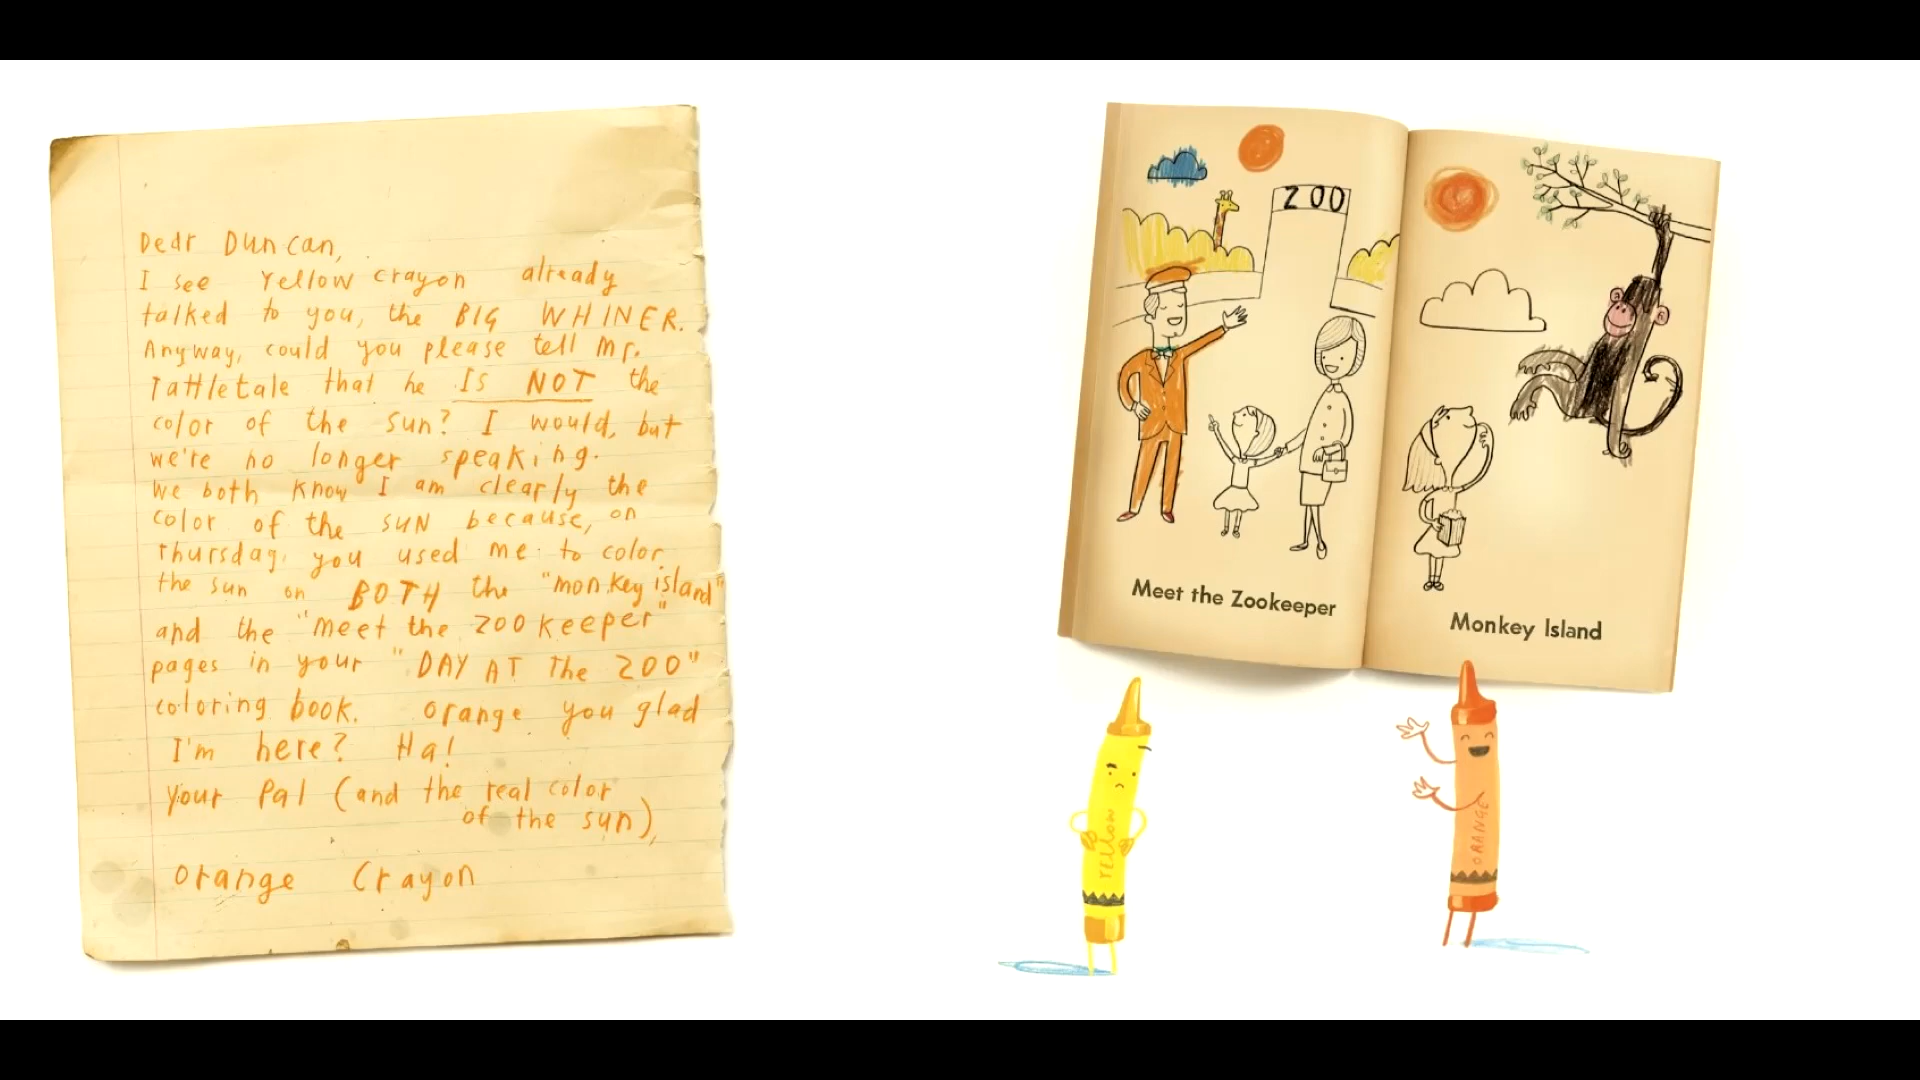 Dear Duncan,
I see Yellow crayon already
talked to you, the BIG WHINER.
Anyway, could you please tell Mr.
Tattletale that he IS NOT the
color of the sun? I would, but
we're no longer speaking.
We both know I am clearly the
color of the SUN because, on
Thursday, you used me to color
the sun on BOTH the "monkey island"
and the "Meet the Zoo keeper"
pages in your "DAY AT the ZOO"
coloring book. orange you glad
I'm here? Ha!
Your Pal (and the real color
of the sun),
orange Crayon
ZOO
Meet the Zookeeper
Monkey Island
YELLOW
ORANGE